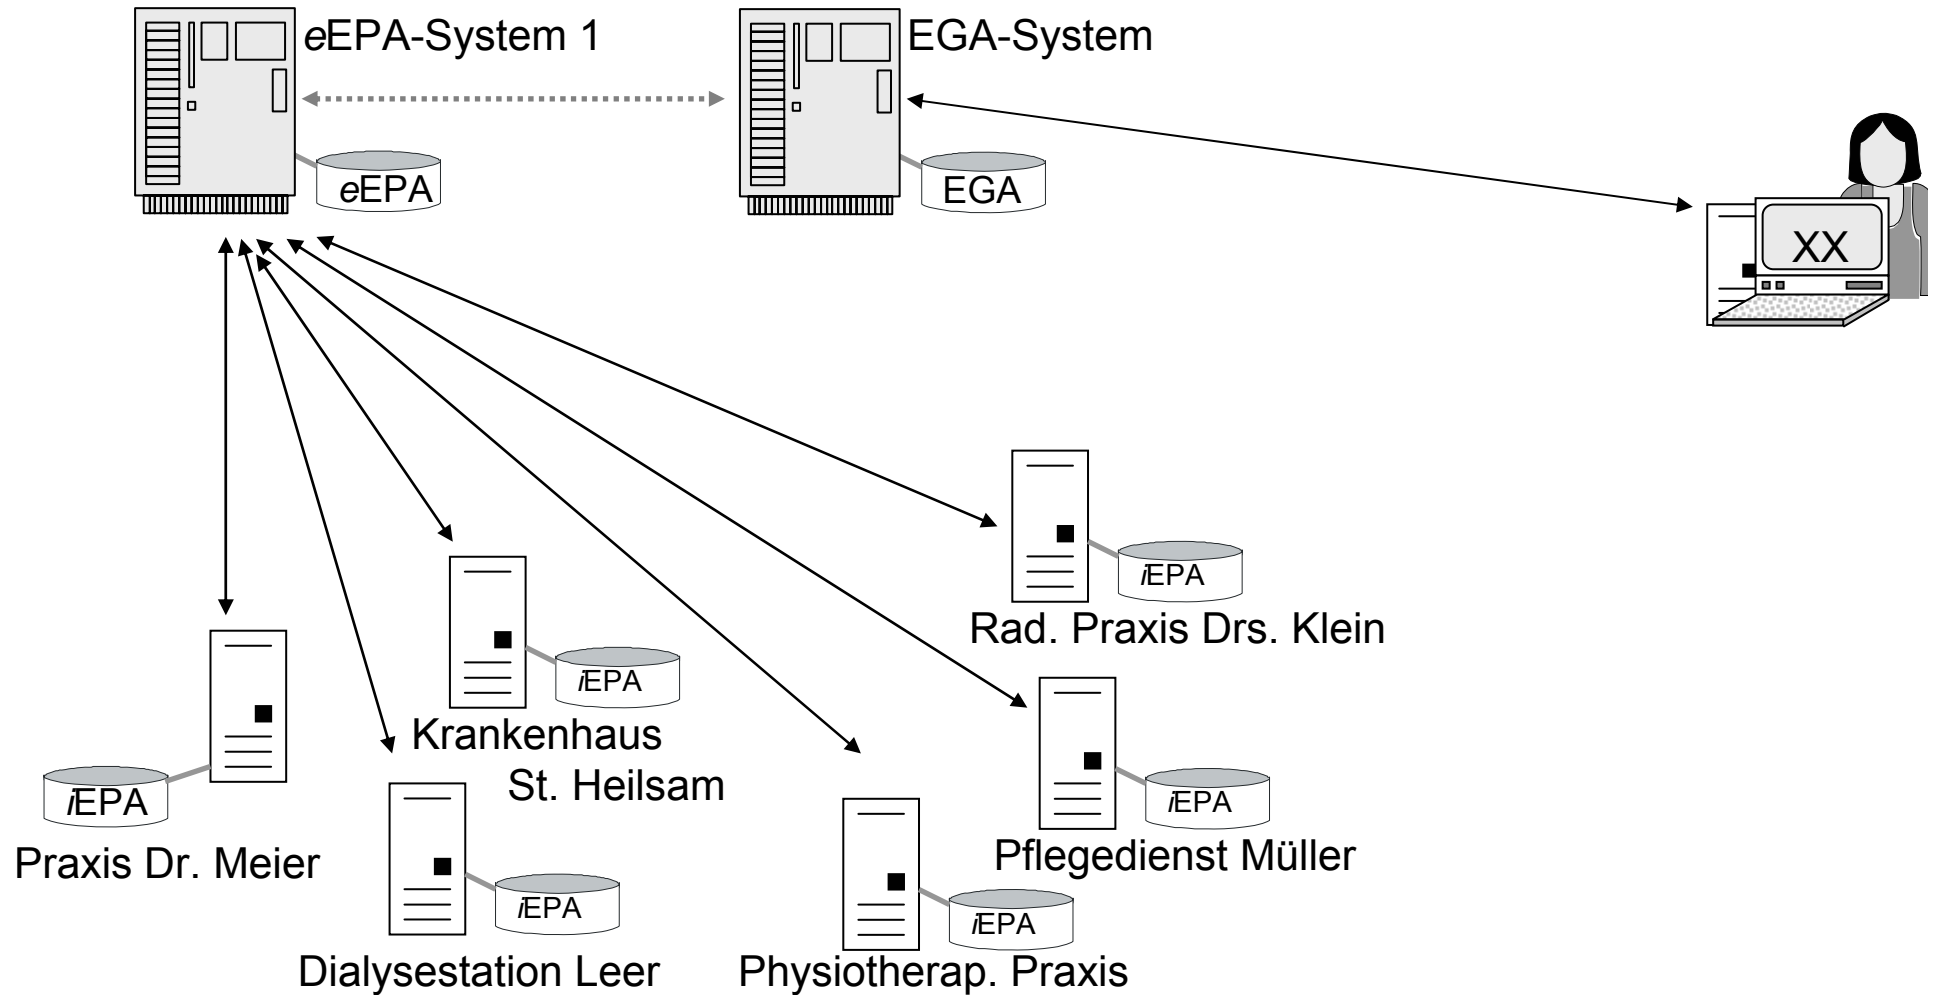 eEPA-System 1
EGA-System
eEPA
EGA
XX
iEPA
Rad. Praxis Drs. Klein
iEPA
Krankenhaus
St. Heilsam
iEPA
Praxis Dr. Meier
iEPA
Pflegedienst Müller
iEPA
Dialysestation Leer
iEPA
Physiotherap. Praxis